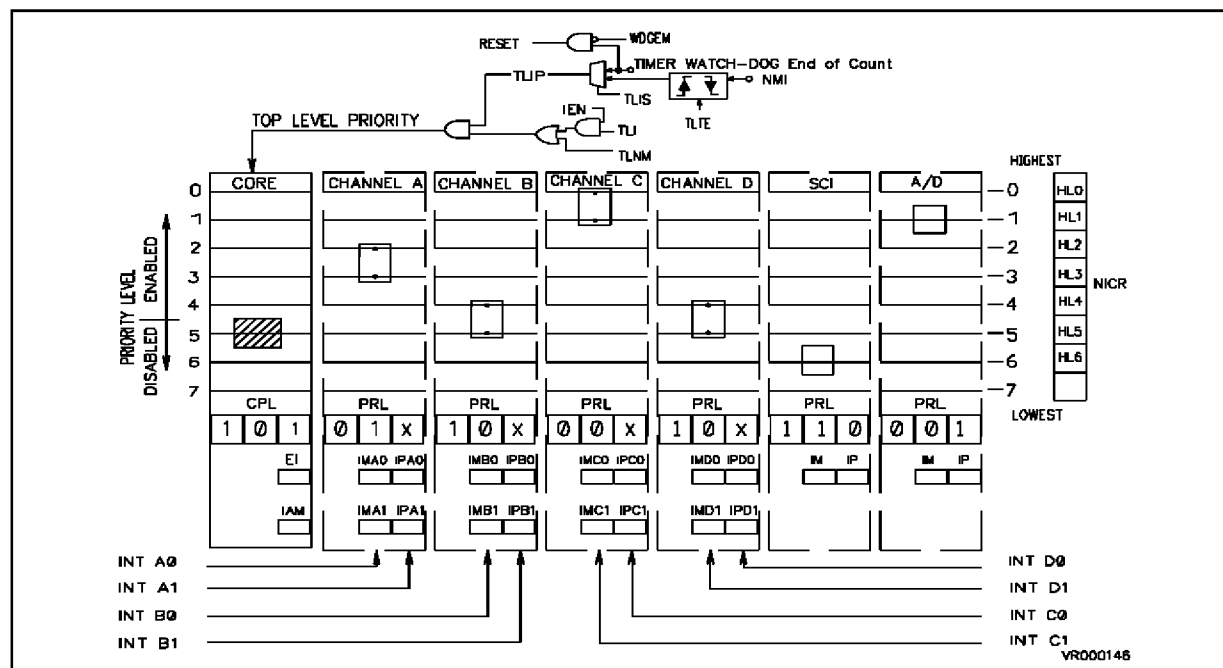 RESET
WDGEM
TLIP
TIMER WATCH-DOG End of Count
NMI
TLIS
TLTE
IEN
TOP LEVEL PRIORITY
TLI
TLNM
HIGHEST
CORE CHANNEL A CHANNEL B CHANNEL C CHANNEL D SCI A/D
0 0 HL0
1 1 HL1
2 2 HL2
3 3 HL3
NICR
4 4 HL4
5 5 HL5
6 6 HL6
7 7
PRIORITY LEVEL
ENABLED
DISABLED
LOWEST
CPL PRL PRL PRL PRL PRL PRL
1 0 1 0 1 X 1 0 X 0 0 X 1 0 X 1 1 0 0 0 1
EI IMA0 IPA0 IMB0 IPB0 IMC0 IPC0 IMD0 IPD0 IM IP IM IP
IAM IMA1 IPA1 IMB1 IPB1 IMC1 IPC1 IMD1 IPD1
INT A0 INT D0
INT A1 INT D1
INT B0 INT C0
INT B1 INT C1
VR000146